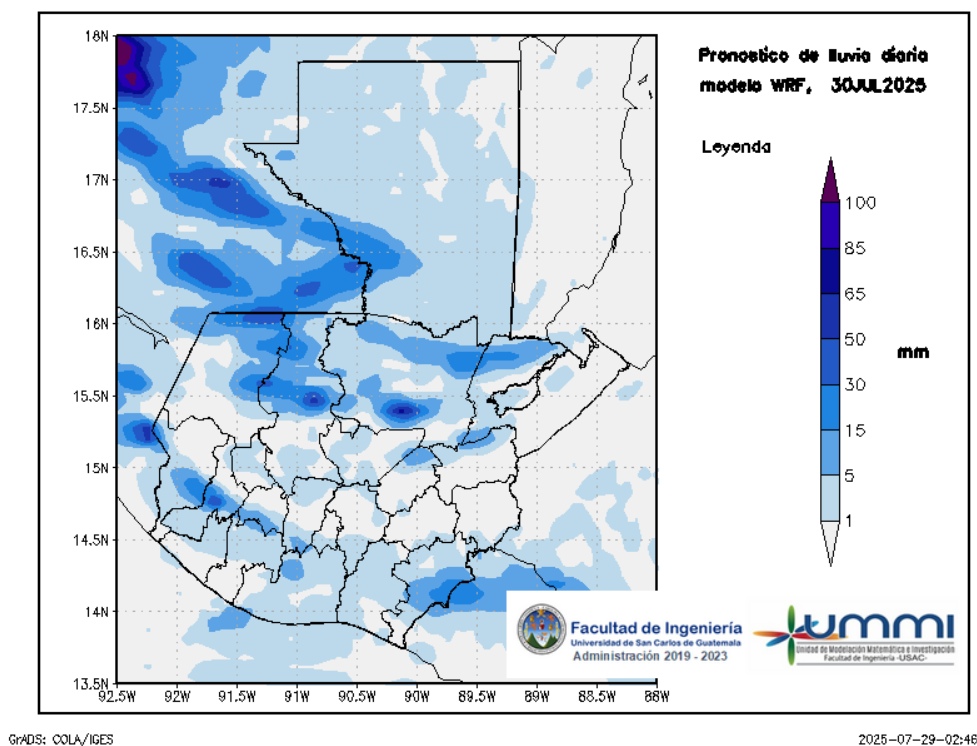 Pronostico de lluvia diaria
modelo WRF, 30JUL2025
Leyenda
100
85
65
50
30
15
5
1
mm
18N
17.5N
17N
16.5N
16N
15.5N
15N
14.5N
14N
13.5N
92.5W
92W
91.5W
91W
90.5W
90W
89.5W
89W
88.5W
88W
Facultad de Ingeniería
Universidad de San Carlos de Guatemala
Administración 2019 - 2023
ummi
Unidad de Modelación Matemática e Investigación
Facultad de Ingeniería -USAC-
GrADS: COLA/IGES
2025-07-29-02:46